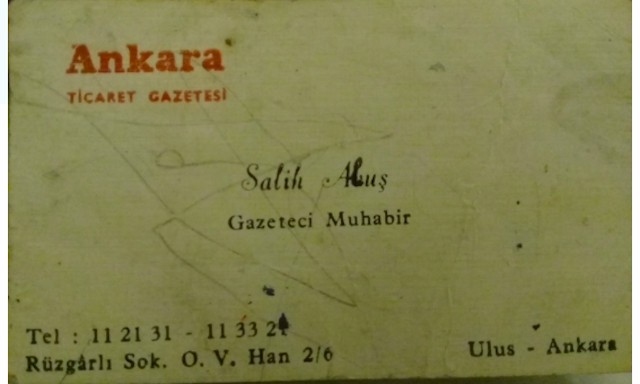 Ankara
TİCARET GAZETESİ
Salih
Gazeteci Muhabir
Tel : 11 21 31 - 11 33
Rüzgârlı Sok. O. V. Han 2/6
Ulus - Ankara